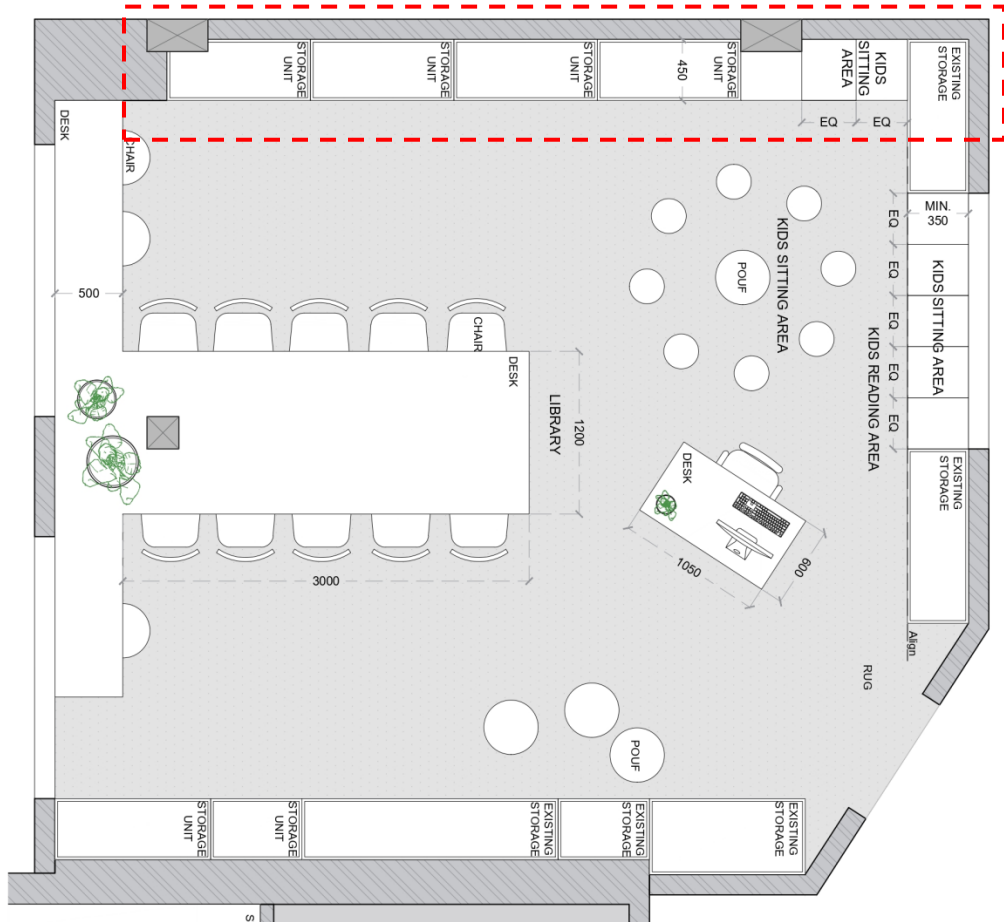 STORAGE
UNIT
STORAGE
UNIT
STORAGE
UNIT
STORAGE
UNIT
450
KIDS
SITTING
AREA
EXISTING
STORAGE
EQ
EQ
DESK
CHAIR
MIN.
350
EQ
EQ
EQ
EQ
EQ
KIDS SITTING AREA
KIDS SITTING AREA
POUF
KIDS READING AREA
500
CHAIR
DESK
LIBRARY
1200
DESK
1050
600
EXISTING
STORAGE
3000
Align
RUG
POUF
STORAGE
UNIT
STORAGE
UNIT
EXISTING
STORAGE
EXISTING
STORAGE
EXISTING
STORAGE
S